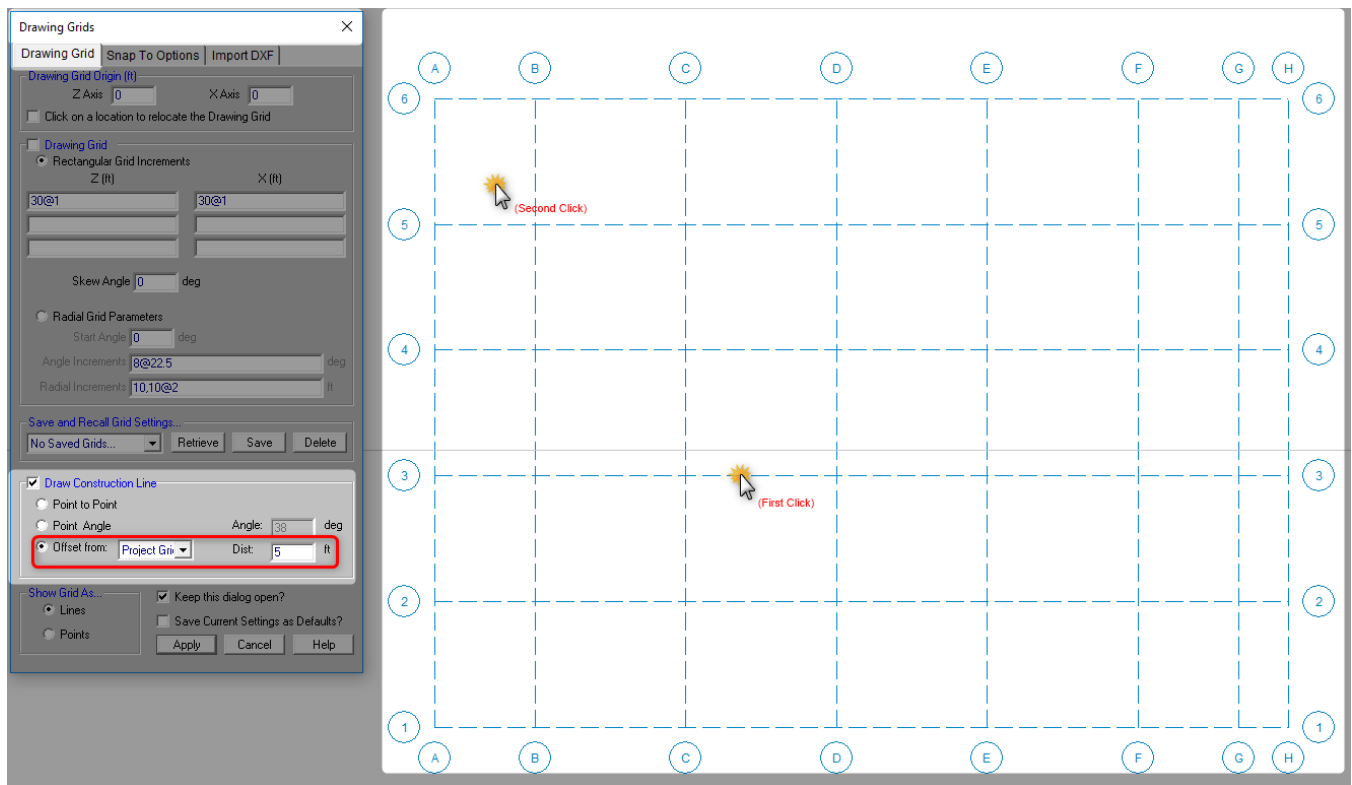 Drawing Grids
Drawing Grid Snap To Options Import DXF
Drawing Grid Origin (ft)
Z Axis 0 X Axis 0
Click on a location to relocate the Drawing Grid
Drawing Grid
Rectangular Grid Increments
Z (ft) X (ft)
30@1 30@1
Skew Angle 0 deg
Radial Grid Parameters
Start Angle 0 deg
Angle Increments 8@22.5 deg
Radial Increments 10,10@2 ft
Save and Recall Grid Settings...
No Saved Grids... Retrieve Save Delete
Draw Construction Line
Point to Point
Point Angle Angle: 38 deg
Offset from: Project Gri Dist: 5 ft
Show Grid As...
Lines
Points
Keep this dialog open?
Save Current Settings as Defaults?
Apply Cancel Help
A B C D E F G H
6 6
(Second Click)
5 5
4 4
3 3
(First Click)
2 2
1 1
A B C D E F G H